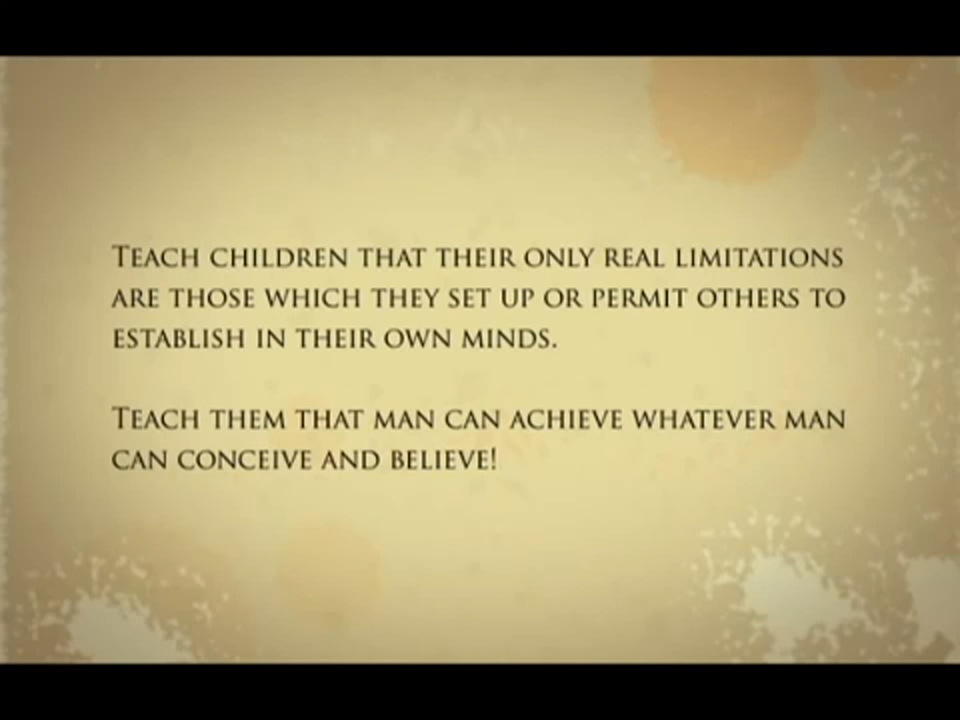 Teach children that their only real limitations
are those which they set up or permit others to
establish in their own minds.
Teach them that man can achieve whatever man
can conceive and believe!